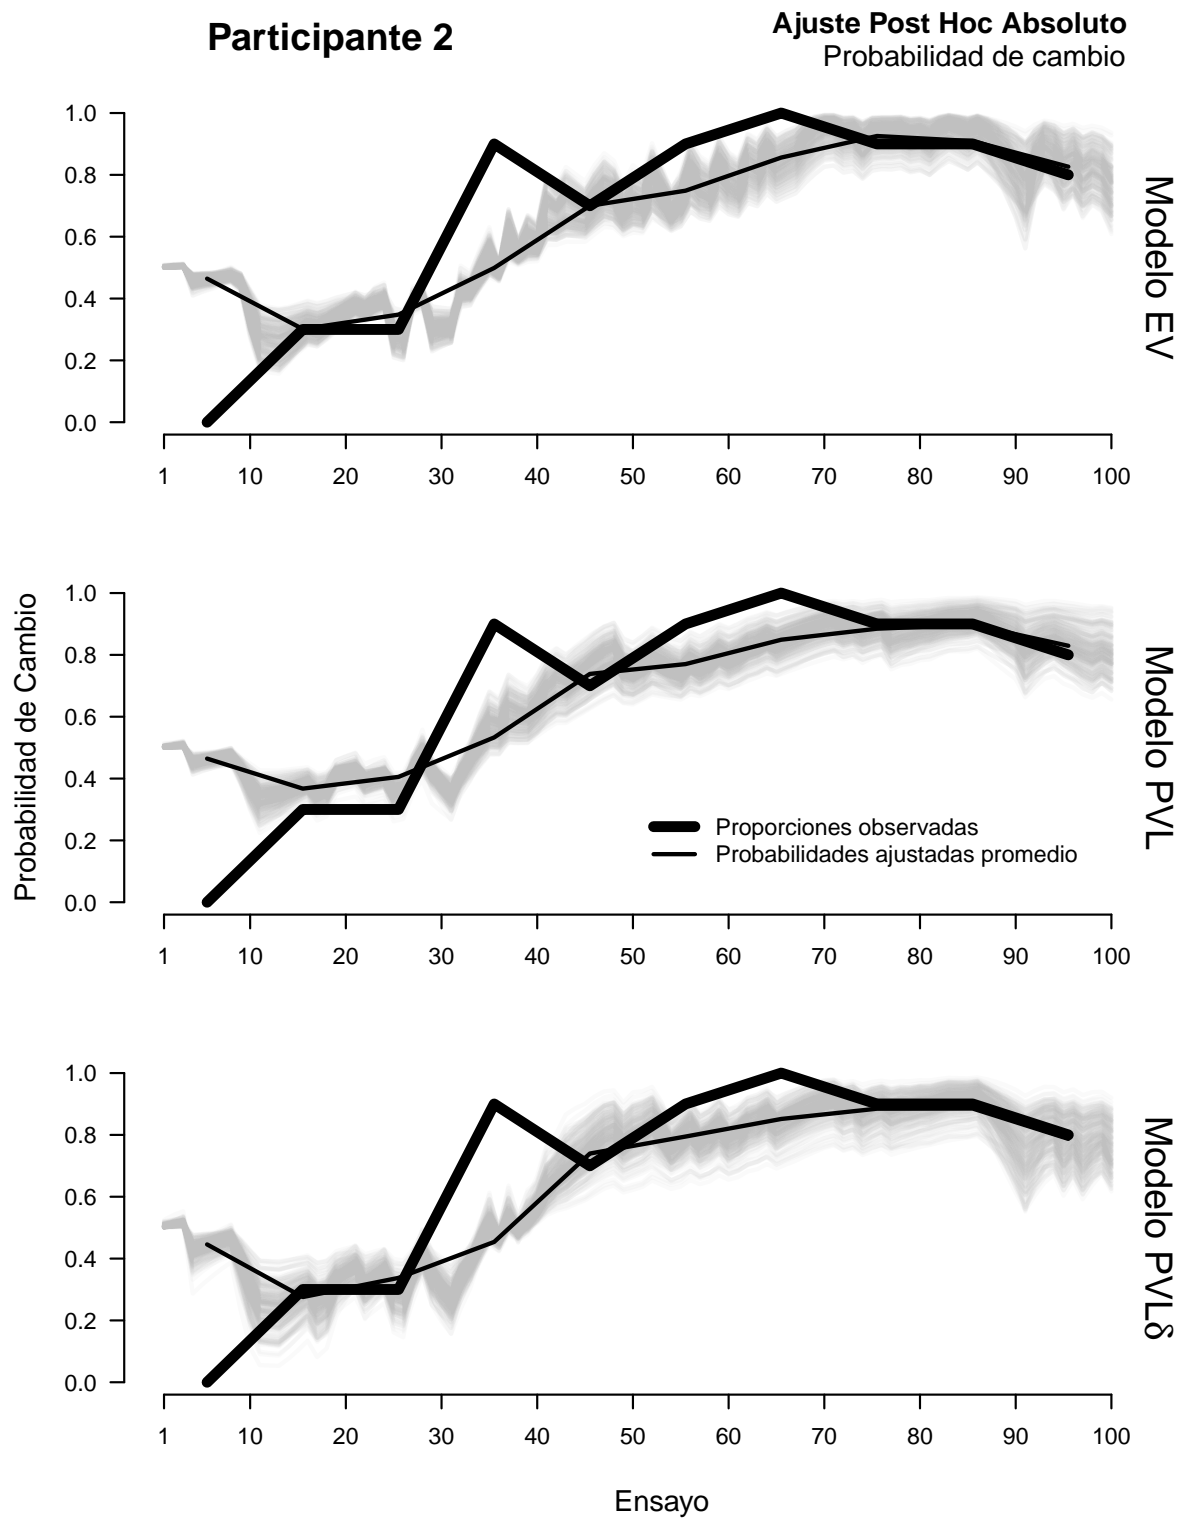 Participante 2
Ajuste Post Hoc Absoluto
Probabilidad de cambio
1.0
0.8
0.6
0.4
0.2
0.0
1 10 20 30 40 50 60 70 80 90 100
Modelo EV
Probabilidad de Cambio
1.0
0.8
0.6
0.4
0.2
0.0
Proporciones observadas
Probabilidades ajustadas promedio
1 10 20 30 40 50 60 70 80 90 100
Modelo PVL
1.0
0.8
0.6
0.4
0.2
0.0
1 10 20 30 40 50 60 70 80 90 100
Modelo PVLδ
Ensayo